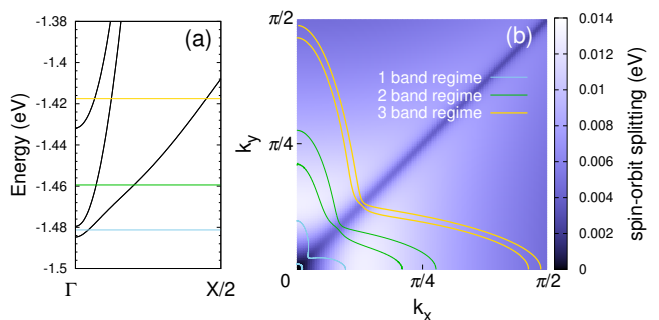 (a)
Energy (eV)
-1.38
-1.4
-1.42
-1.44
-1.46
-1.48
-1.5
Γ
X/2
(b)
1 band regime
2 band regime
3 band regime
k_y
π/2
π/4
0
π/4
π/2
k_x
0.014
0.012
0.01
0.008
0.006
0.004
0.002
0
spin-orbit splitting (eV)